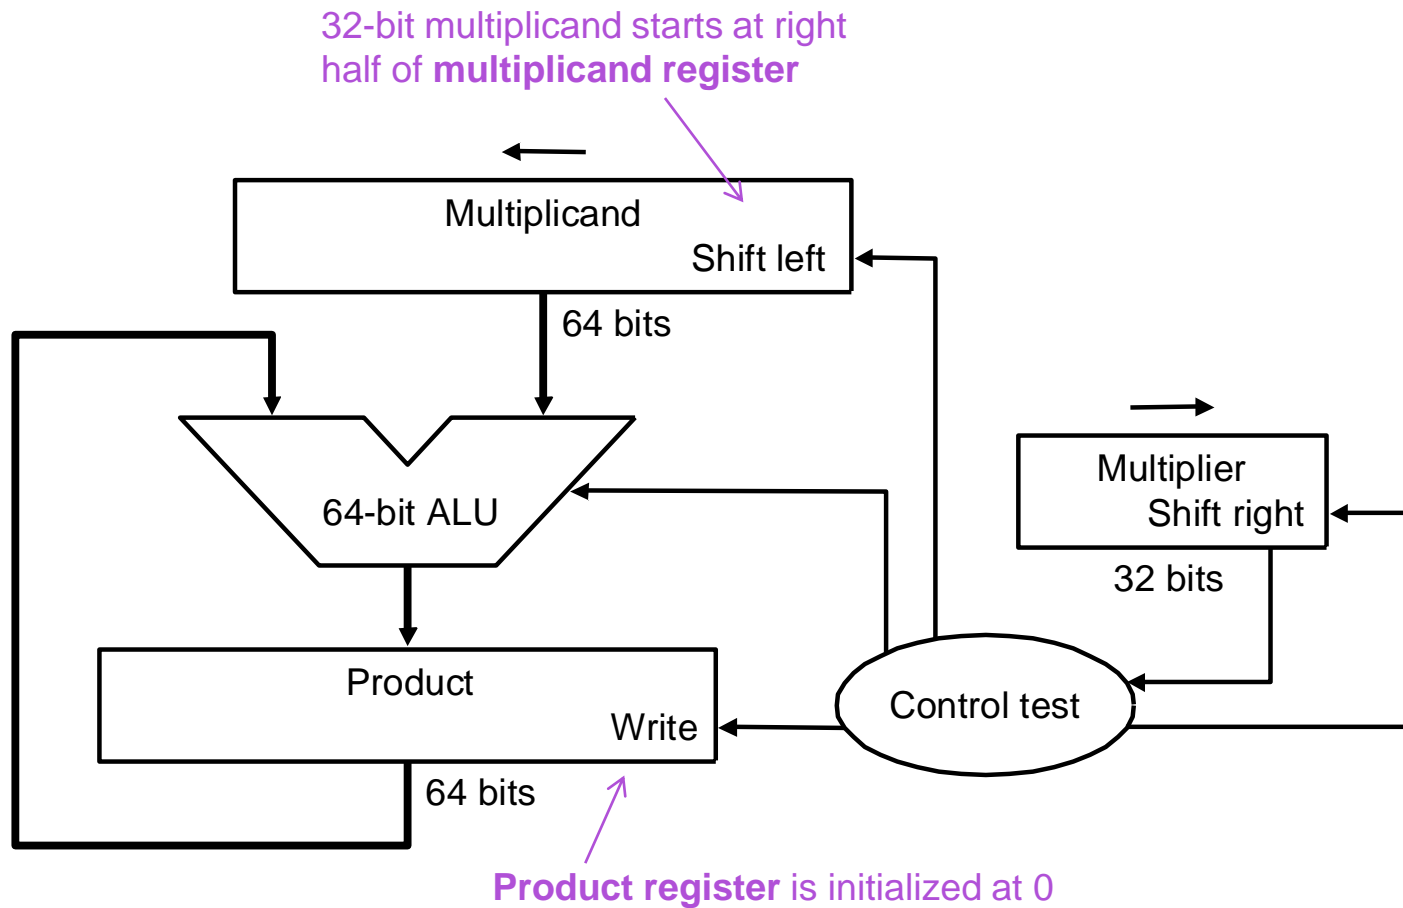 32-bit multiplicand starts at right
half of multiplicand register
Multiplicand
Shift left
64 bits
64-bit ALU
Multiplier
Shift right
32 bits
Product
Write
Control test
64 bits
Product register is initialized at 0